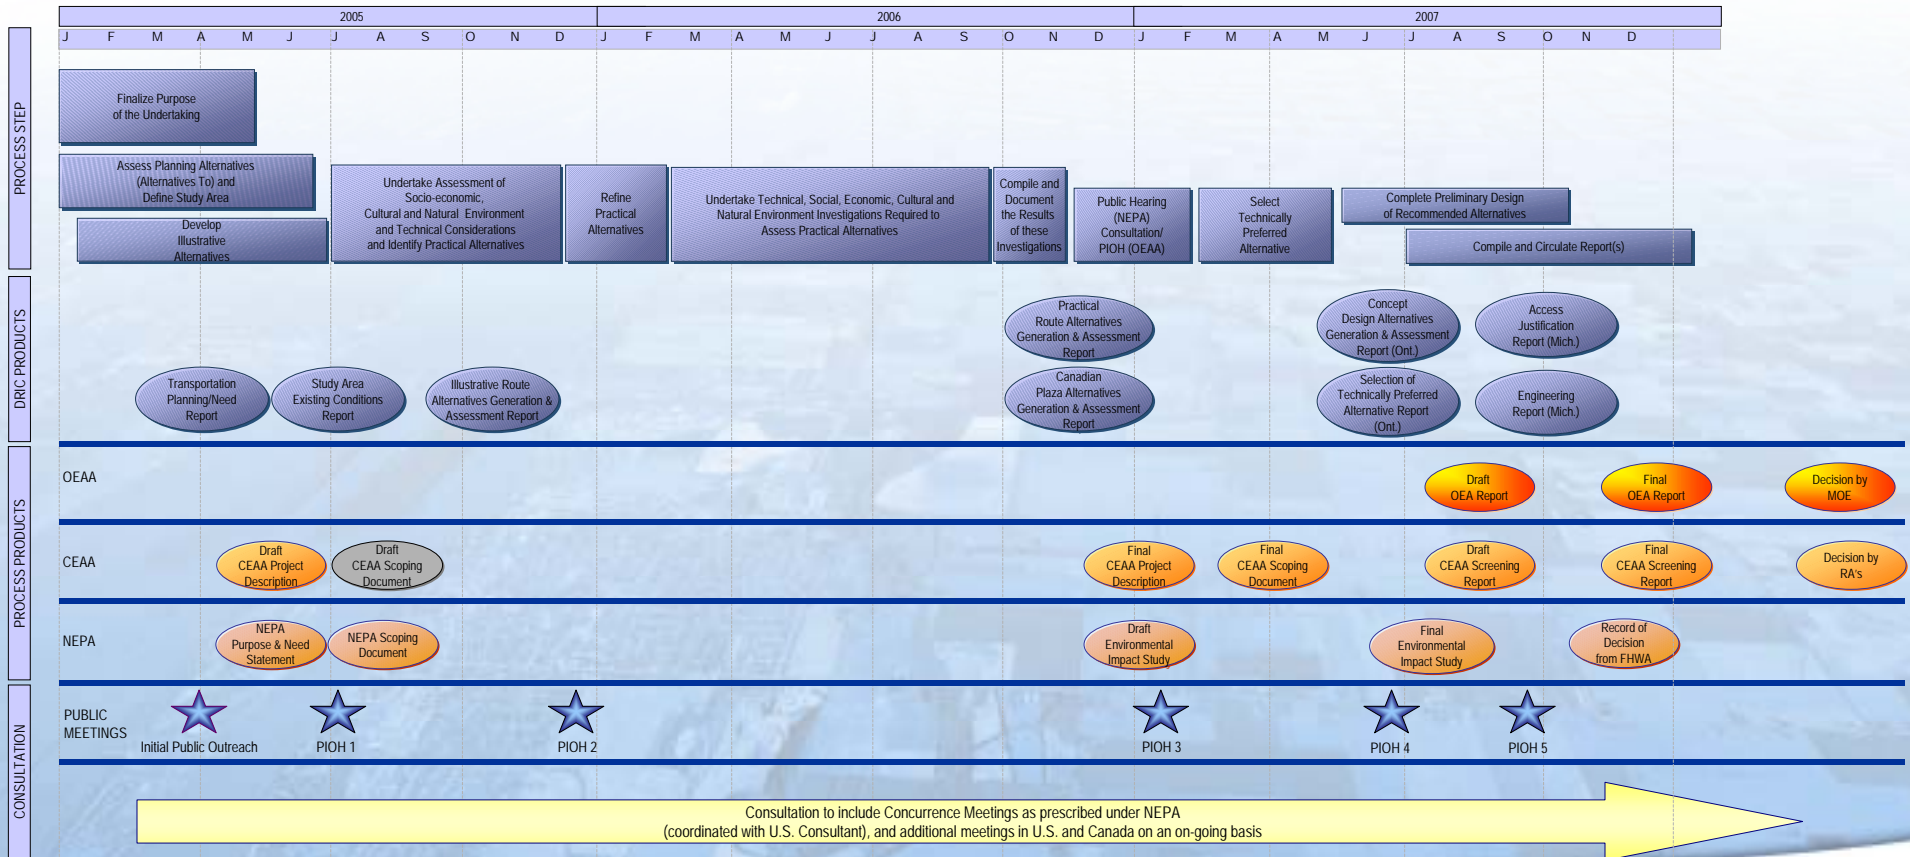 2005
2006
2007
J F M A M J J A S O N D J F M A M J J A S O N D J F M A M J J A S O N D
PROCESS STEP
Finalize Purpose
of the Undertaking
Assess Planning Alternatives
(Alternatives To) and
Define Study Area
Develop
Illustrative
Alternatives
Undertake Assessment of
Socio-economic,
Cultural and Natural Environment
and Technical Considerations
and Identify Practical Alternatives
Refine
Practical
Alternatives
Undertake Technical, Social, Economic, Cultural and
Natural Environment Investigations Required to
Assess Practical Alternatives
Compile and
Document
the Results
of these
Investigations
Public Hearing
(NEPA)
Consultation/
PIOH (OEAA)
Select
Technically
Preferred
Alternative
Complete Preliminary Design
of Recommended Alternatives
Compile and Circulate Report(s)
DRIC PRODUCTS
Transportation
Planning/Need
Report
Study Area
Existing Conditions
Report
Illustrative Route
Alternatives Generation &
Assessment Report
Practical
Route Alternatives
Generation & Assessment
Report
Canadian
Plaza Alternatives
Generation & Assessment
Report
Concept
Design Alternatives
Generation & Assessment
Report (Ont.)
Selection of
Technically Preferred
Alternative Report
(Ont.)
Access
Justification
Report (Mich.)
Engineering
Report (Mich.)
PROCESS PRODUCTS
OEAA
Draft
OEA Report
Final
OEA Report
Decision by
MOE
CEAA
Draft
CEAA Project
Description
Draft
CEAA Scoping
Document
Final
CEAA Project
Description
Final
CEAA Scoping
Document
Draft
CEAA Screening
Report
Final
CEAA Screening
Report
Decision by
RA's
NEPA
NEPA
Purpose & Need
Statement
NEPA Scoping
Document
Draft
Environmental
Impact Study
Final
Environmental
Impact Study
Record of
Decision
from FHWA
CONSULTATION
PUBLIC
MEETINGS
Initial Public Outreach
PIOH 1
PIOH 2
PIOH 3
PIOH 4
PIOH 5
Consultation to include Concurrence Meetings as prescribed under NEPA
(coordinated with U.S. Consultant), and additional meetings in U.S. and Canada on an on-going basis